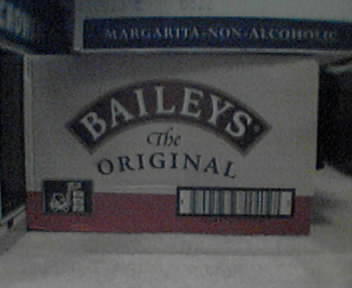 MARGARITA-NON-ALCOHOLIC
BAILEYS
The
ORIGINAL